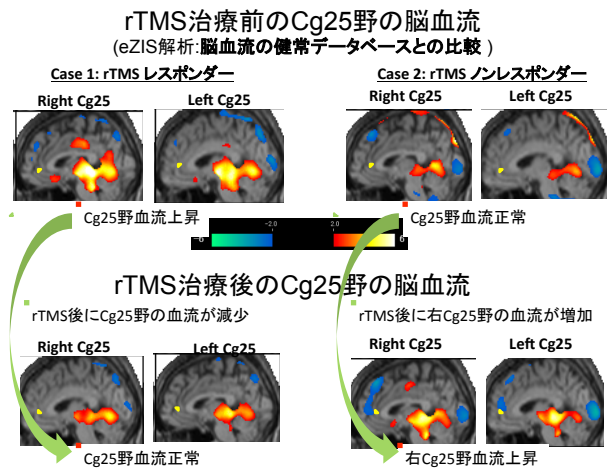 rTMS治療前のCg25野の脳血流
(eZIS解析:脳血流の健常データベースとの比較 )
Case 1: rTMS レスポンダー
Case 2: rTMS ノンレスポンダー
Right Cg25
Left Cg25
Right Cg25
Left Cg25
Cg25野血流上昇
Cg25野血流正常
-6
-2.0
2.0
6
rTMS治療後のCg25野の脳血流
rTMS後にCg25野の血流が減少
rTMS後に右Cg25野の血流が増加
Right Cg25
Left Cg25
Right Cg25
Left Cg25
Cg25野血流正常
右Cg25野血流上昇